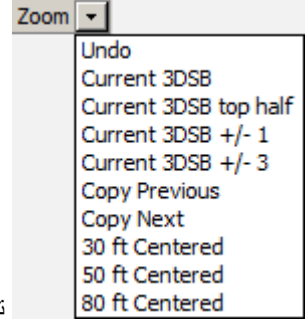 Zoom
Undo
Current 3DSB
Current 3DSB top half
Current 3DSB +/- 1
Current 3DSB +/- 3
Copy Previous
Copy Next
30 ft Centered
50 ft Centered
80 ft Centered